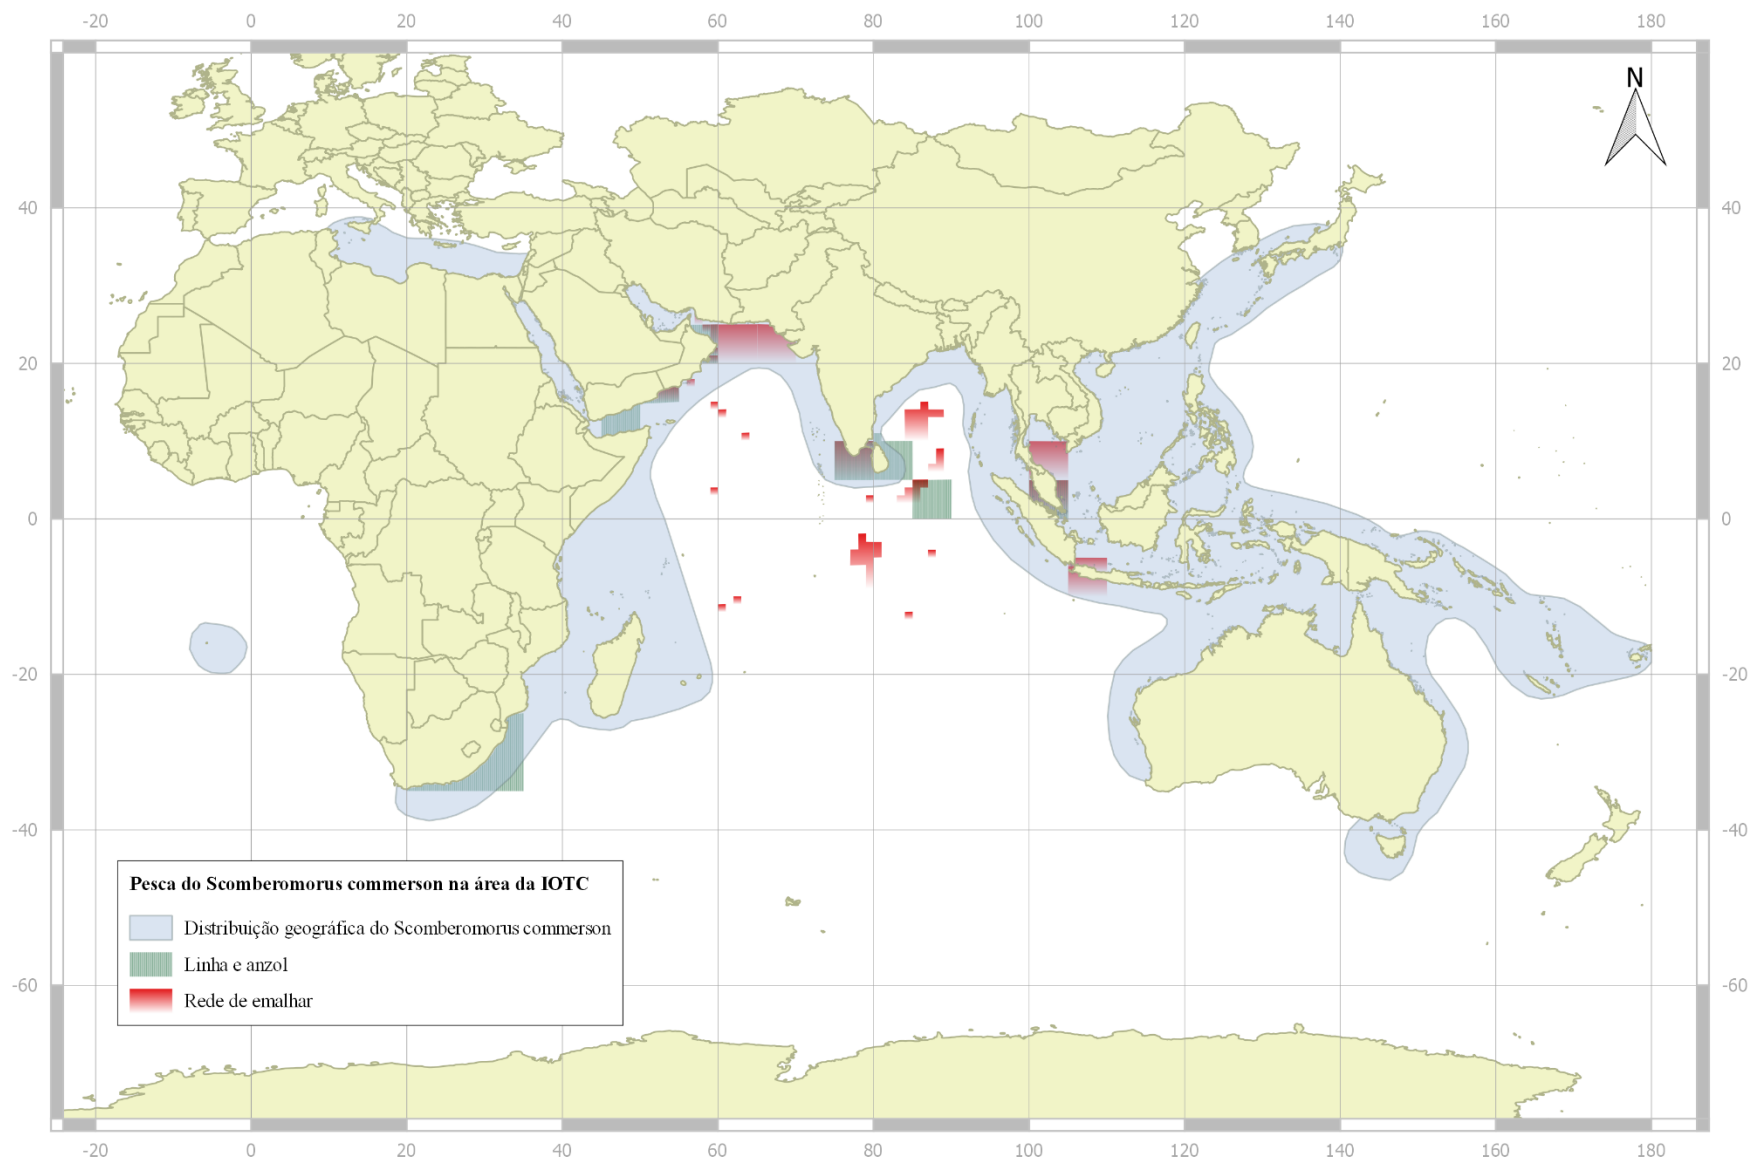 -20 0 20 40 60 80 100 120 140 160 180
N
40 40
20 20
0 0
-20 -20
-40 -40
-60 -60
Pesca do Scomberomorus commerson na área da IOTC
Distribuição geográfica do Scomberomorus commerson
Linha e anzol
Rede de emalhar
-20 0 20 40 60 80 100 120 140 160 180